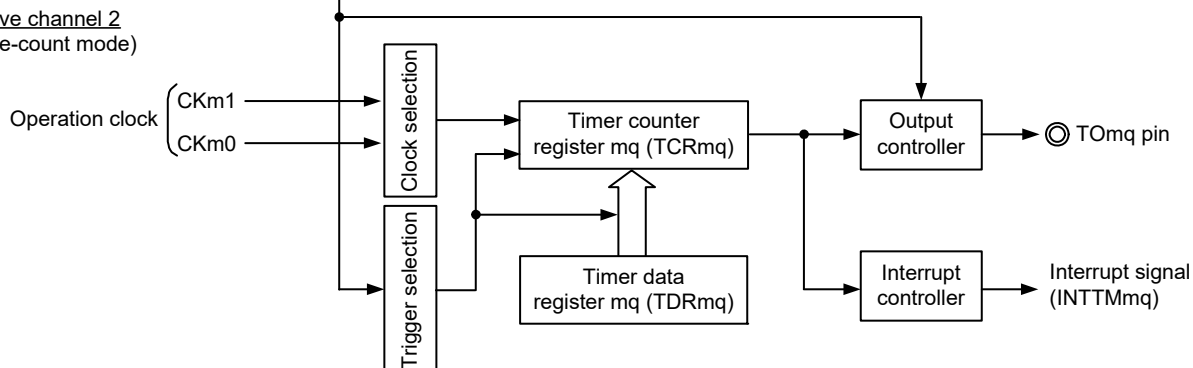 ve channel 2
e-count mode)
Operation clock
CKm1
CKm0
Clock selection
Trigger selection
Timer counter
register mq (TCRmq)
Timer data
register mq (TDRmq)
Output
controller
TOmq pin
Interrupt
controller
Interrupt signal
(INTTMmq)